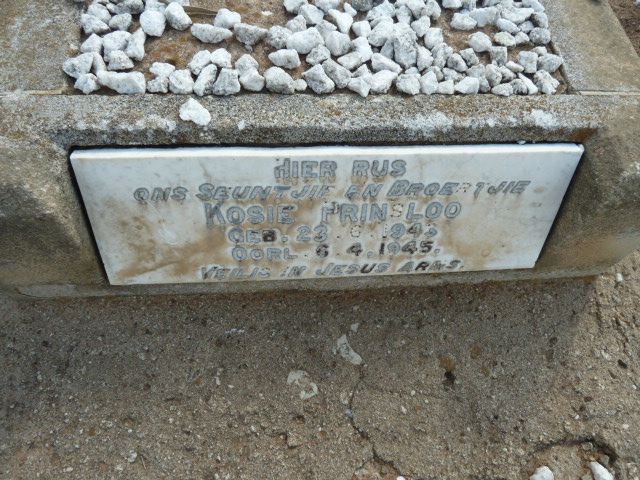 HIER RUS
ONS SEUNTJIE EN BROERTJIE
KOSIE PRINSLOO
GEB. 23. 6. 1943
OORL. 6. 4. 1945.
VEILIG IN JESUS ARMS.